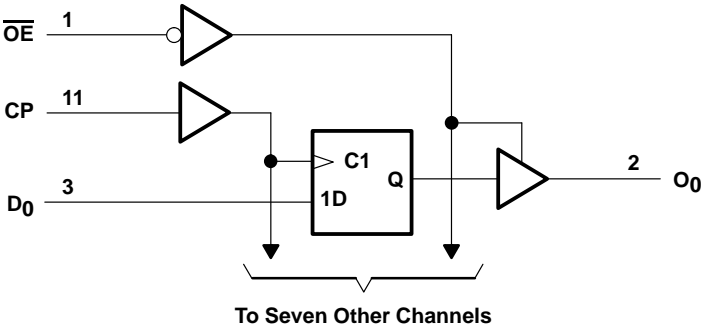 OE
1
CP
11
C1
Q
2
O0
D0
3
1D
To Seven Other Channels